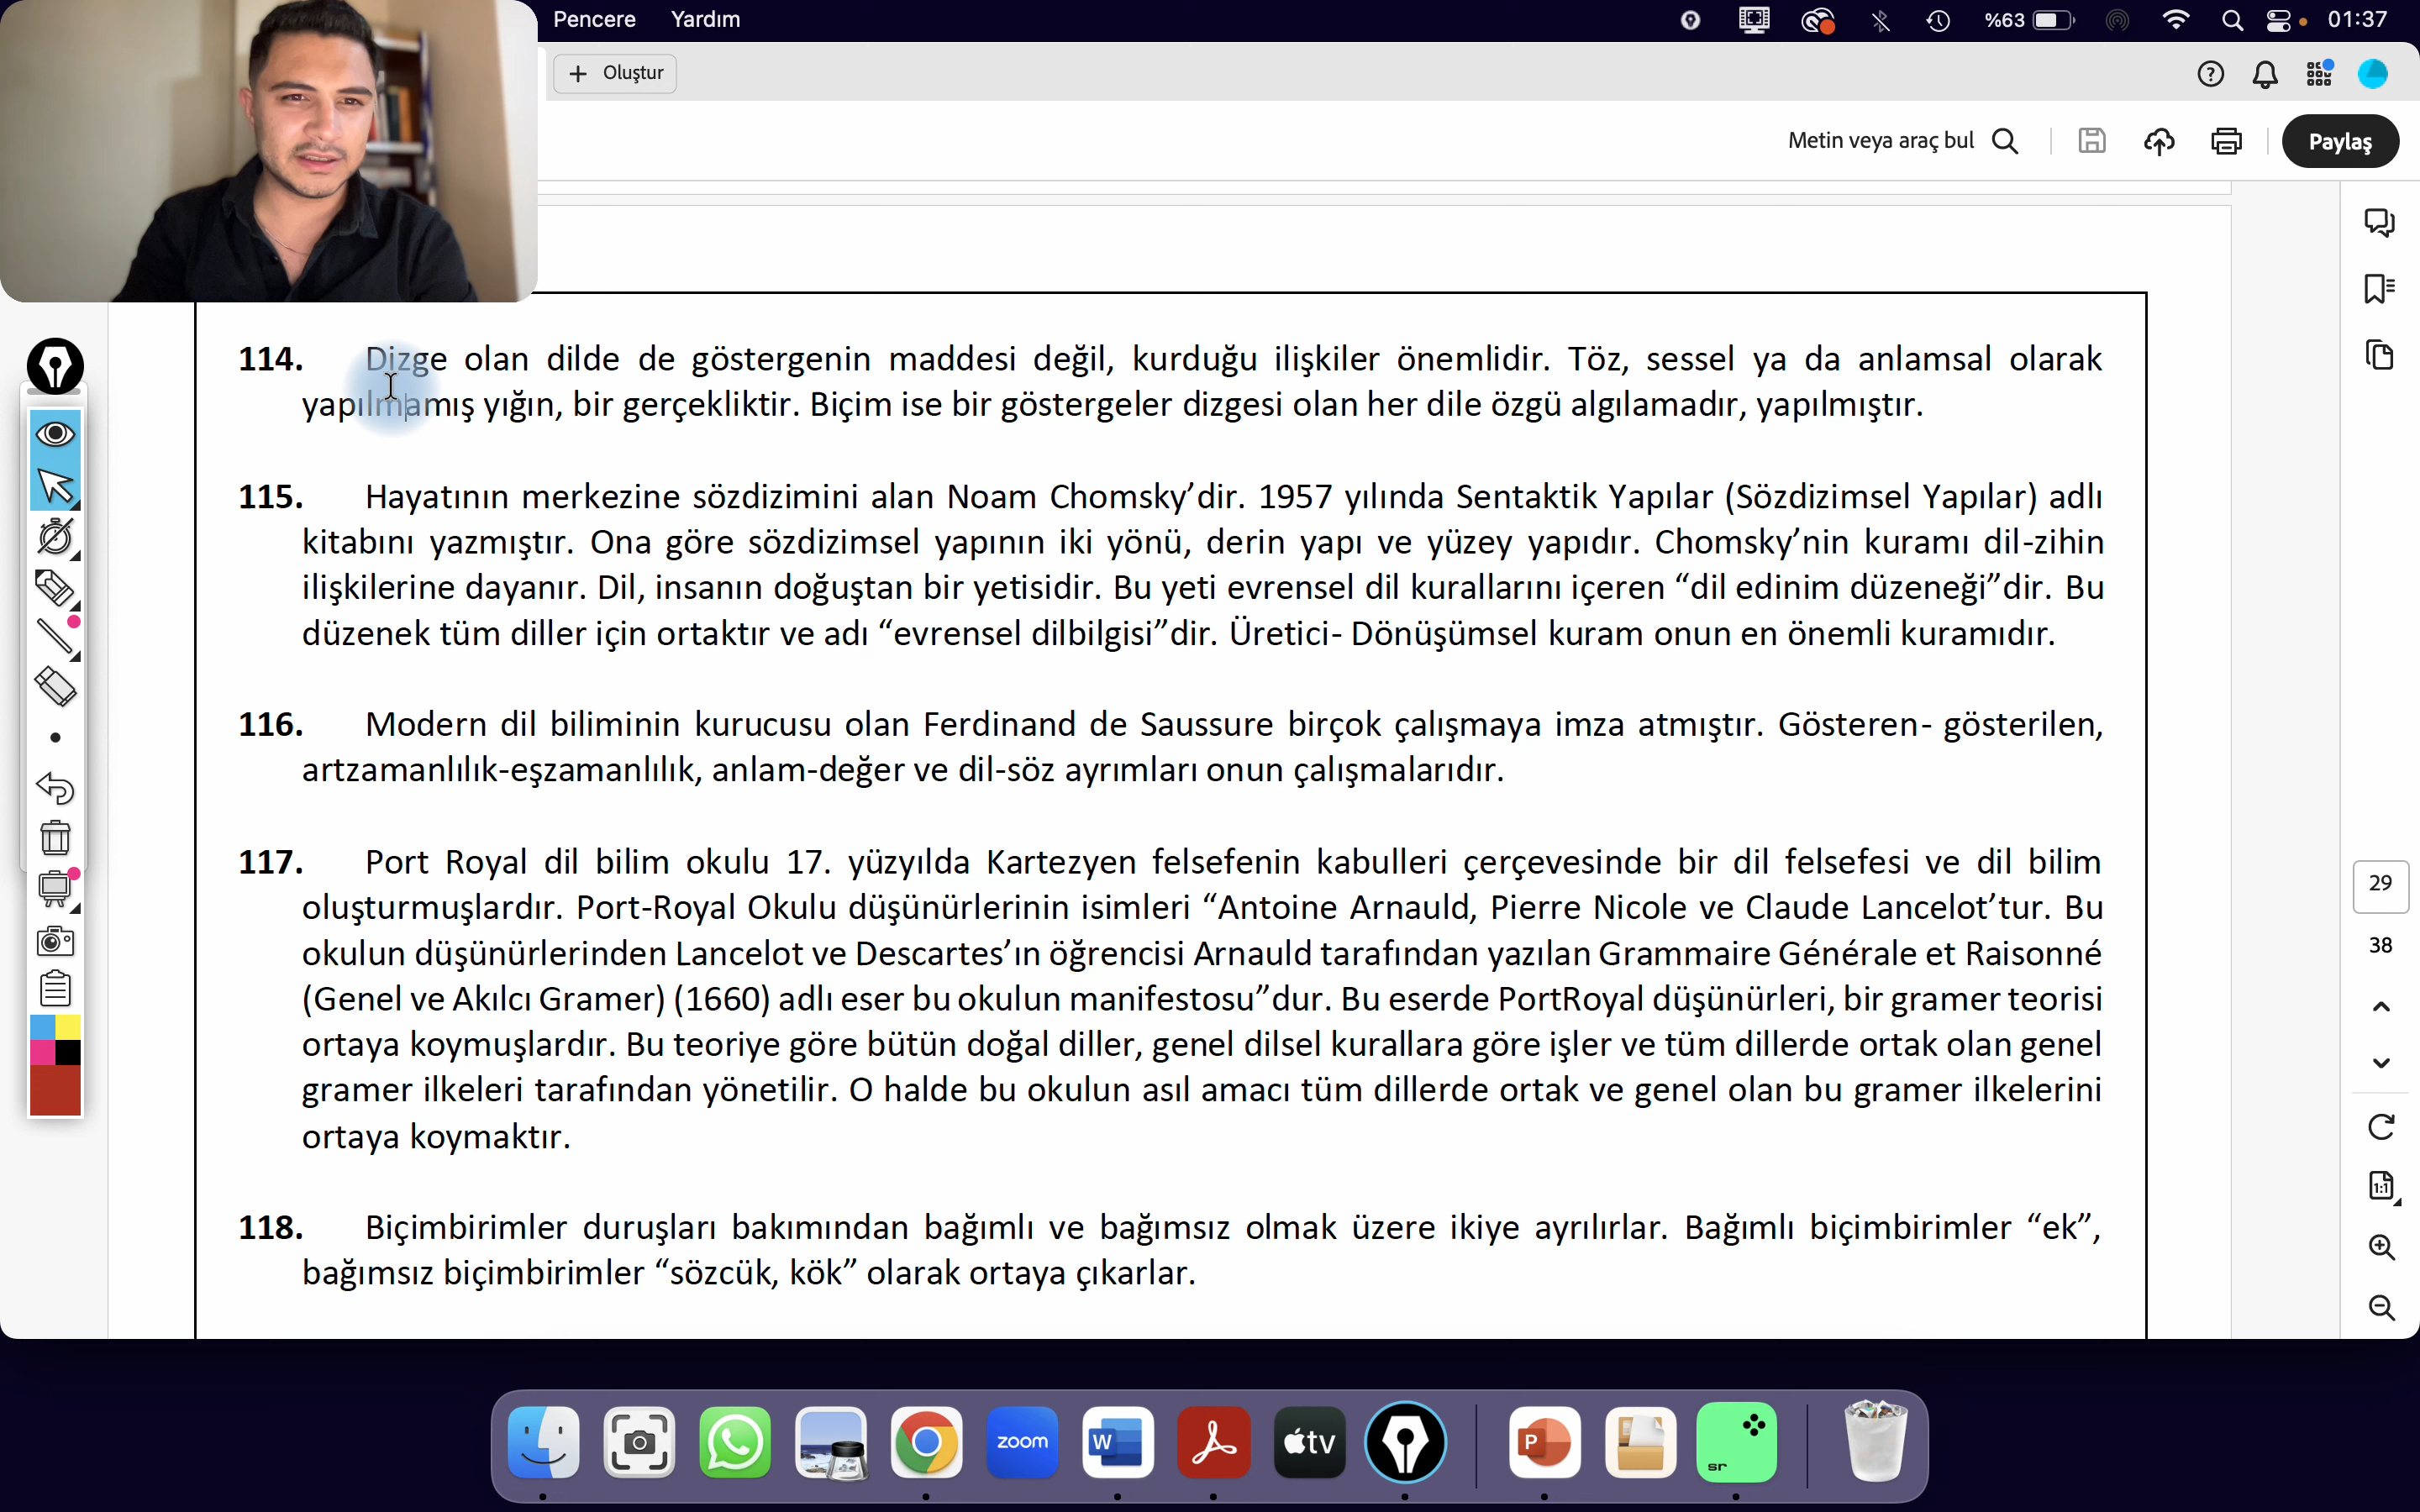 Pencere Yardım %63 01:37
+ Oluştur
Metin veya araç bul Paylaş
114. Dizge olan dilde de göstergenin maddesi değil, kurduğu ilişkiler önemlidir. Töz, sessel ya da anlamsal olarak
yapılmamış yığın, bir gerçekliktir. Biçim ise bir göstergeler dizgesi olan her dile özgü algılamadır, yapılmıştır.
115. Hayatının merkezine sözdizimini alan Noam Chomsky’dir. 1957 yılında Sentaktik Yapılar (Sözdizimsel Yapılar) adlı
kitabını yazmıştır. Ona göre sözdizimsel yapının iki yönü, derin yapı ve yüzey yapıdır. Chomsky’nin kuramı dil-zihin
ilişkilerine dayanır. Dil, insanın doğuştan bir yetisidir. Bu yeti evrensel dil kurallarını içeren “dil edinim düzeneği”dir. Bu
düzenek tüm diller için ortaktır ve adı “evrensel dilbilgisi”dir. Üretici- Dönüşümsel kuram onun en önemli kuramıdır.
116. Modern dil biliminin kurucusu olan Ferdinand de Saussure birçok çalışmaya imza atmıştır. Gösteren- gösterilen,
artzamanlılık-eşzamanlılık, anlam-değer ve dil-söz ayrımları onun çalışmalarıdır.
117. Port Royal dil bilim okulu 17. yüzyılda Kartezyen felsefenin kabulleri çerçevesinde bir dil felsefesi ve dil bilim
oluşturmuşlardır. Port-Royal Okulu düşünürlerinin isimleri “Antoine Arnauld, Pierre Nicole ve Claude Lancelot’tur. Bu
okulun düşünürlerinden Lancelot ve Descartes’ın öğrencisi Arnauld tarafından yazılan Grammaire Générale et Raisonné
(Genel ve Akılcı Gramer) (1660) adlı eser bu okulun manifestosu”dur. Bu eserde PortRoyal düşünürleri, bir gramer teorisi
ortaya koymuşlardır. Bu teoriye göre bütün doğal diller, genel dilsel kurallara göre işler ve tüm dillerde ortak olan genel
gramer ilkeleri tarafından yönetilir. O halde bu okulun asıl amacı tüm dillerde ortak ve genel olan bu gramer ilkelerini
ortaya koymaktır.
118. Biçimbirimler duruşları bakımından bağımlı ve bağımsız olmak üzere ikiye ayrılırlar. Bağımlı biçimbirimler “ek”,
bağımsız biçimbirimler “sözcük, kök” olarak ortaya çıkarlar.
29
38
1:1
zoom W tv P sr